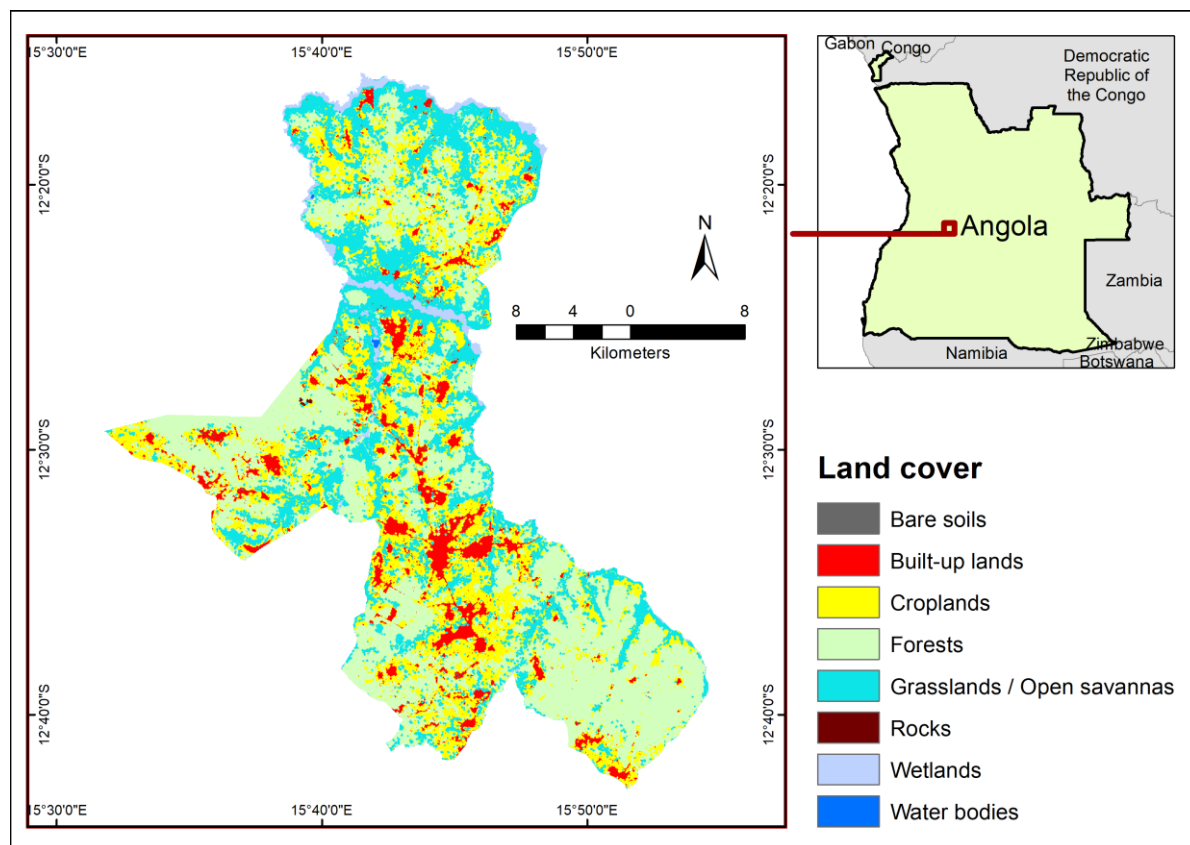 15°30'0"E
15°40'0"E
15°50'0"E
12°20'0"S
12°20'0"S
N
8 4 0 8
Kilometers
12°30'0"S
12°30'0"S
12°40'0"S
12°40'0"S
15°30'0"E
15°40'0"E
15°50'0"E
Gabon
Congo
Democratic
Republic of
the Congo
Angola
Zambia
Namibia
Zimbabwe
Botswana
Land cover
Bare soils
Built-up lands
Croplands
Forests
Grasslands / Open savannas
Rocks
Wetlands
Water bodies